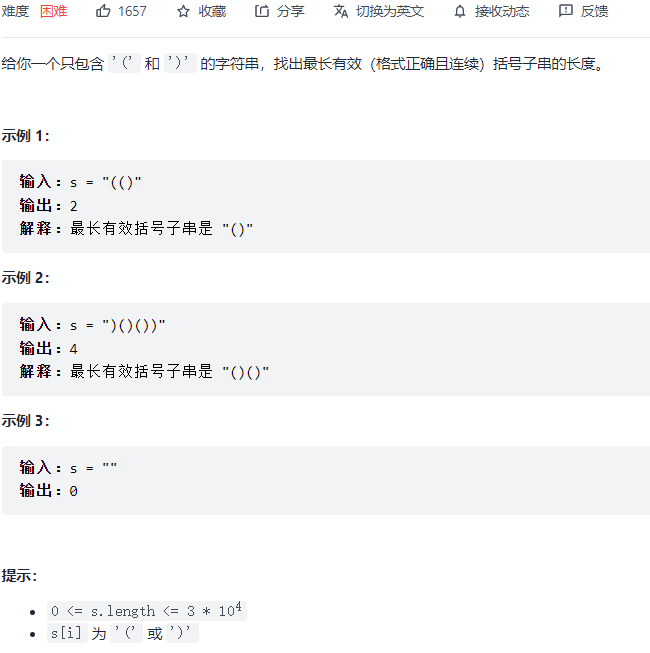 难度 困难 1657 收藏 分享 切换为英文 接收动态 反馈
给你一个只包含 '(' 和 ')' 的字符串，找出最长有效（格式正确且连续）括号子串的长度。
示例 1：
输入：s = "(()"
输出：2
解释：最长有效括号子串是 "()"
示例 2：
输入：s = ")()())"
输出：4
解释：最长有效括号子串是 "()()"
示例 3：
输入：s = ""
输出：0
提示：
0 <= s.length <= 3 * 10⁴
s[i] 为 '(' 或 ')'